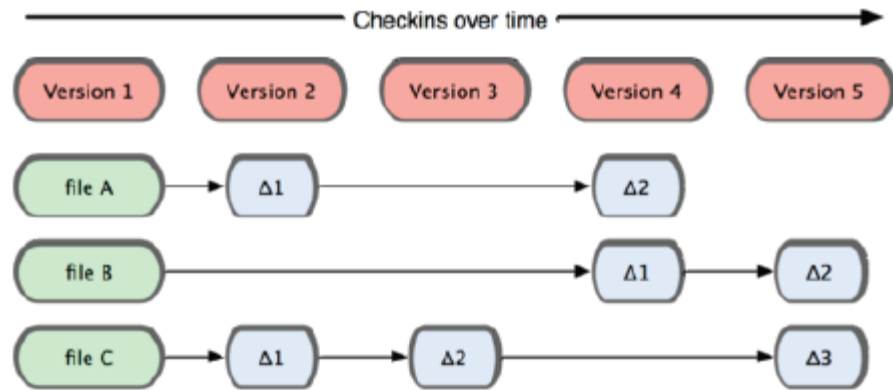 Checkins over time
Version 1 Version 2 Version 3 Version 4 Version 5
file A Δ1 Δ2
file B Δ1 Δ2
file C Δ1 Δ2 Δ3